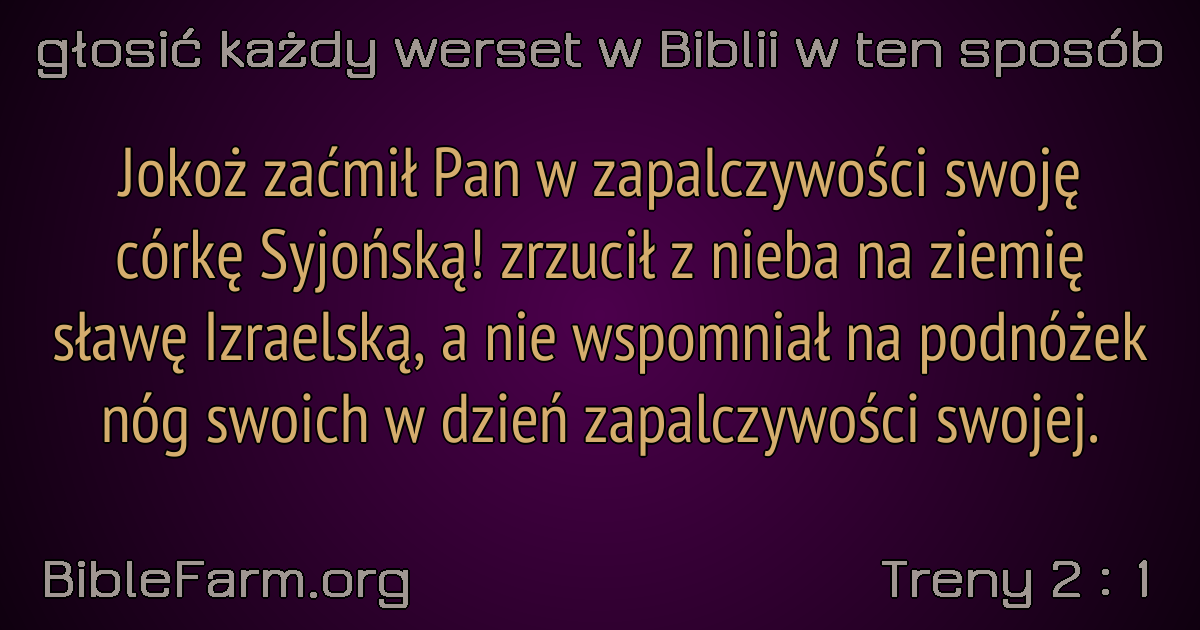 głosić każdy werset w Biblii w ten sposób
Jokoż zaćmił Pan w zapalczywości swoję
córkę Syjońską! zrzucił z nieba na ziemię
sławę Izraelską, a nie wspomniał na podnóżek
nóg swoich w dzień zapalczywości swojej.
BibleFarm.org
Treny 2 : 1